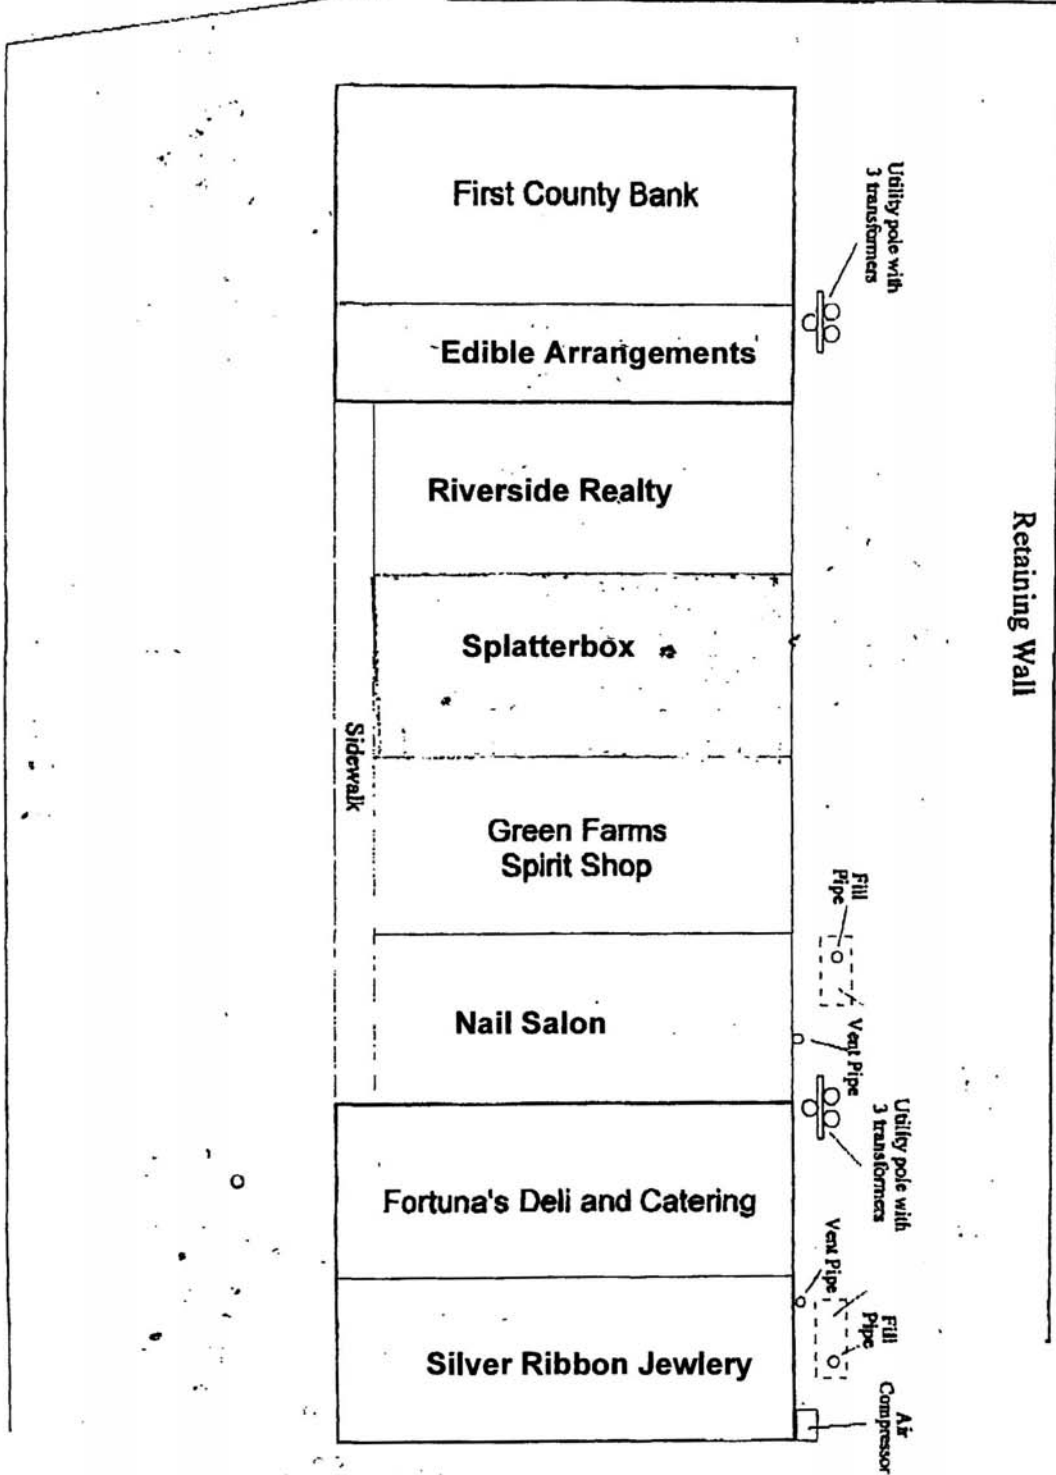 First County Bank
Utility pole with
3 transformers
Edible Arrangements
Riverside Realty
Retaining Wall
Splatterbox
Sidewalk
Green Farms
Spirit Shop
Fill
Pipe
Nail Salon
Vent Pipe
Utility pole with
3 transformers
Fortuna's Deli and Catering
Vent Pipe
Fill
Pipe
Silver Ribbon Jewlery
Air
Compressor